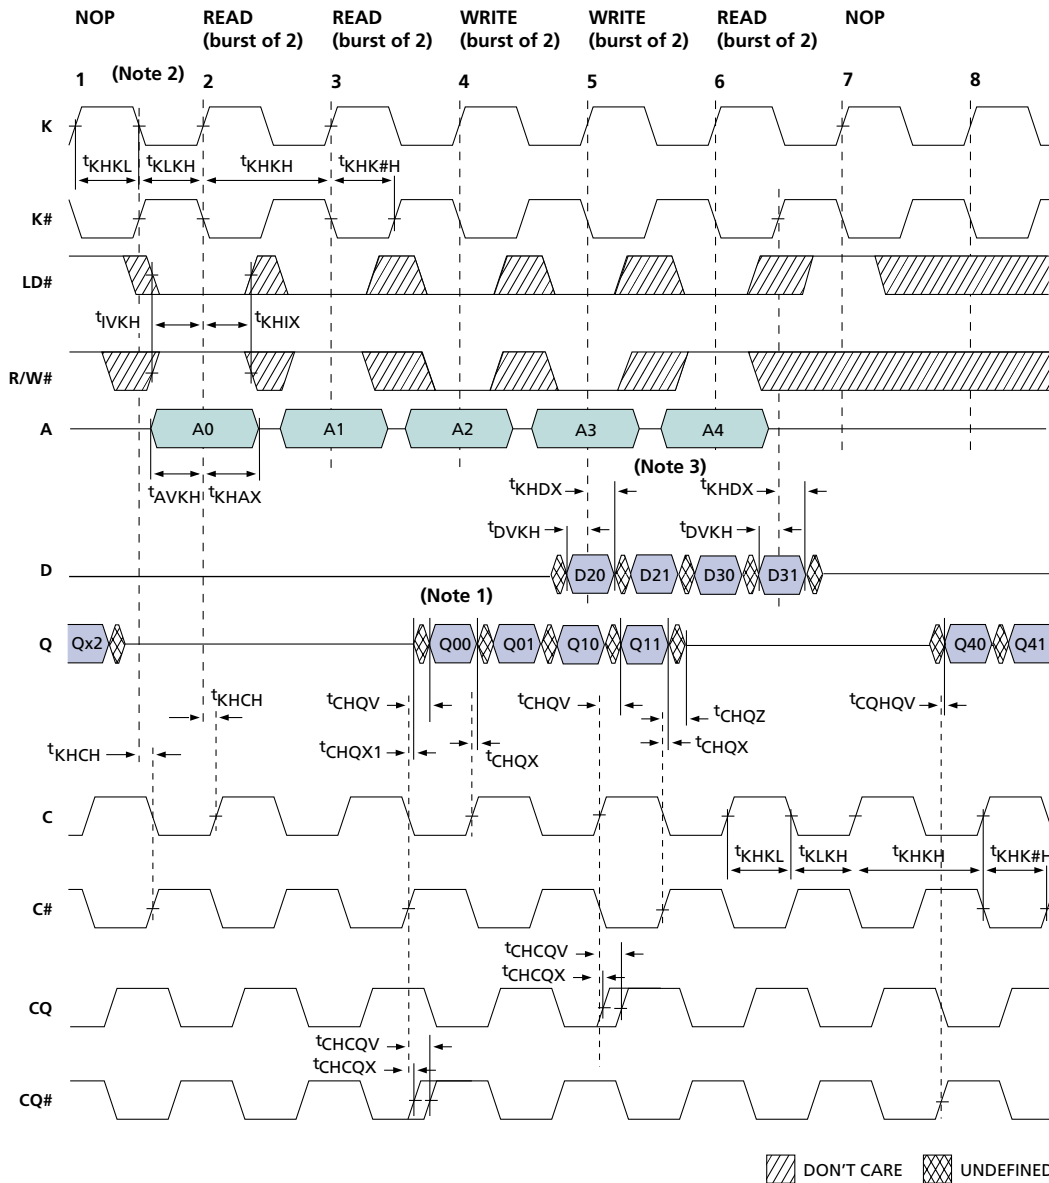 NOP READ READ WRITE WRITE READ NOP
(burst of 2) (burst of 2) (burst of 2) (burst of 2) (burst of 2)
1 (Note 2) 2 3 4 5 6 7 8
K
tKHKL tKLKH tKHKH tKHK#H
K#
LD#
tIVKH tKHIX
R/W#
A A0 A1 A2 A3 A4
(Note 3)
tAVKH tKHAX tKHDX tKHDX
tDVKH tDVKH
D D20 D21 D30 D31
(Note 1)
Q Qx2 Q00 Q01 Q10 Q11 Q40 Q41
tKHCH tCHQV tCHQV tCQHQV
tCHQZ
tKHCH tCHQX1 tCHQX tCHQX
C
tKHKL tKLKH tKHKH tKHK#H
C#
tCHCQV
tCHCQX
CQ
tCHCQV
tCHCQX
CQ#
DON'T CARE UNDEFINED